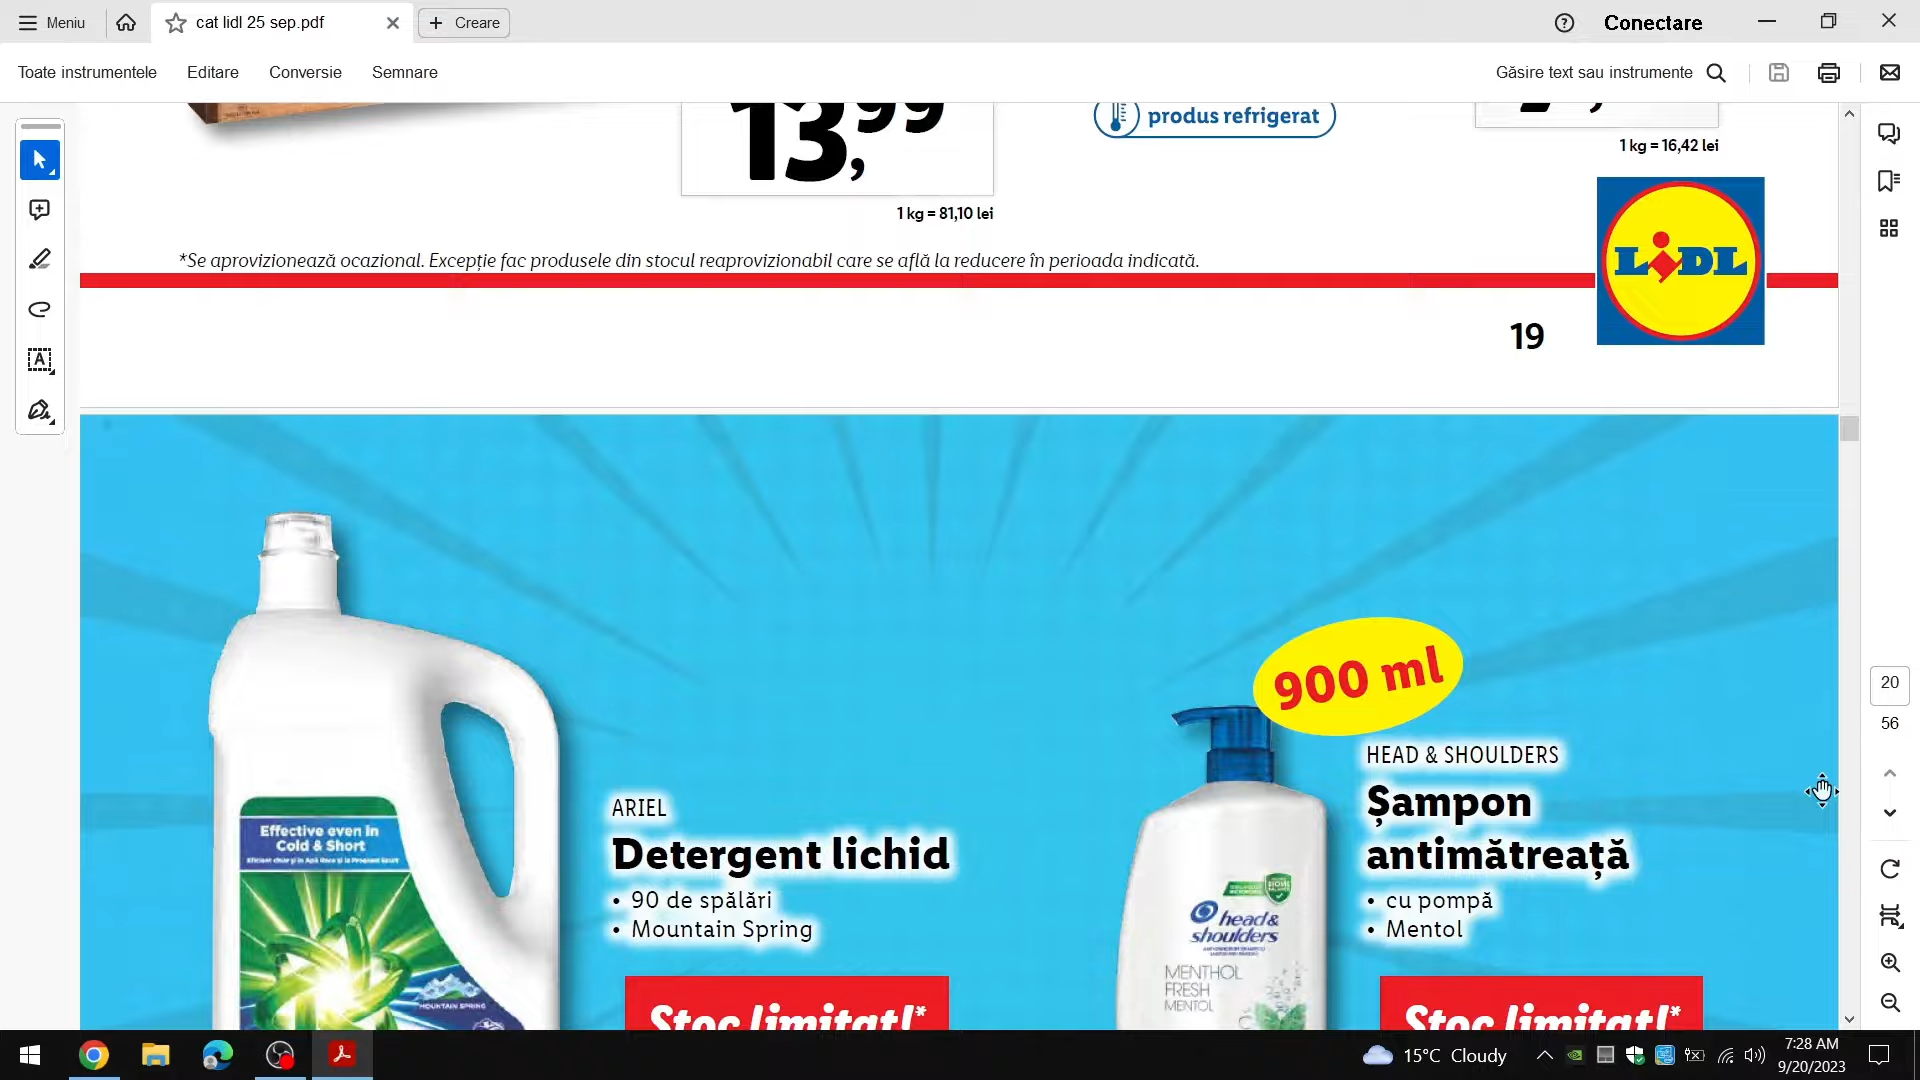 Meniu
cat lidl 25 sep.pdf
Creare
Conectare
Toate instrumentele
Editare
Conversie
Semnare
Găsire text sau instrumente
13,99
produs refrigerat
1 kg = 16,42 lei
1 kg = 81,10 lei
*Se aprovizionează ocazional. Excepție fac produsele din stocul reaprovizionabil care se află la reducere în perioada indicată.
LIDL
19
900 ml
HEAD & SHOULDERS
Șampon
antimătreață
• cu pompă
• Mentol
ARIEL
Detergent lichid
• 90 de spălări
• Mountain Spring
Effective even in
Cold & Short
MOUNTAIN SPRING
head&
shoulders
MENTHOL
FRESH
MENTOL
Stoc limitat!*
Stoc limitat!*
20
56
15°C Cloudy
7:28 AM
9/20/2023